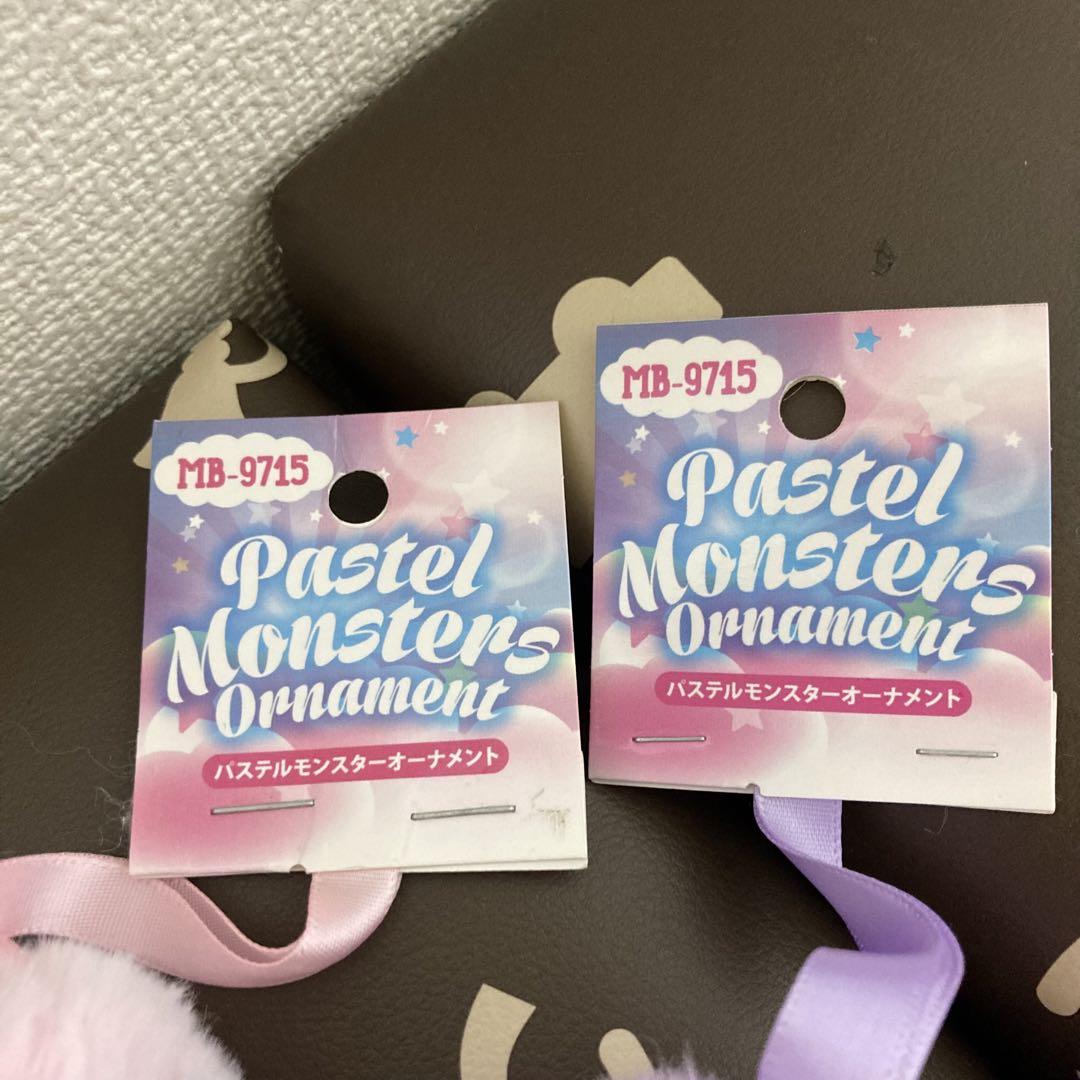 MB-9715
Pastel
Monsters
Ornament
パステルモンスターオーナメント
MB-9715
Pastel
Monsters
Ornament
パステルモンスターオーナメント